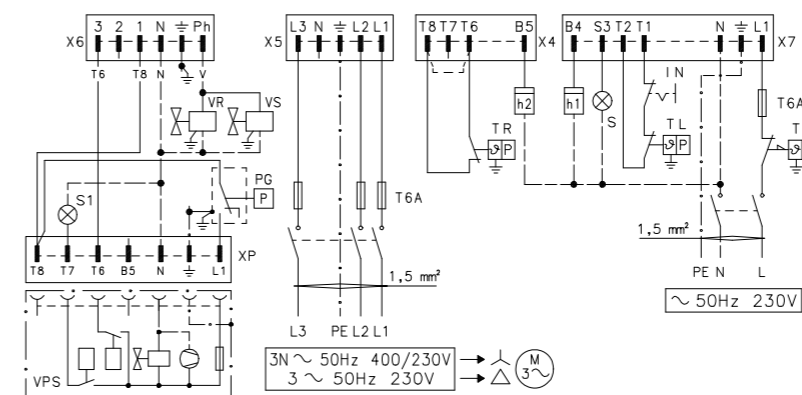 3 2 1 N ⏚ Ph
X6
T6 T8 N V
VR VS
PG
P
S1
XP
T8 T7 T6 B5 N ⏚ L1
VPS
L3 N ⏚ L2 L1
X5
T6A
1,5 mm²
L3 PE L2 L1
3N ~ 50Hz 400/230V
3 ~ 50Hz 230V
M
3~
T8 T7 T6 B5
X4
h2
TR
ϑ P
B4 S3 T2 T1 N ⏚ L1
X7
h1
S
IN
TL
ϑ P
T6A
T
ϑ P
1,5 mm²
PE N L
~ 50Hz 230V